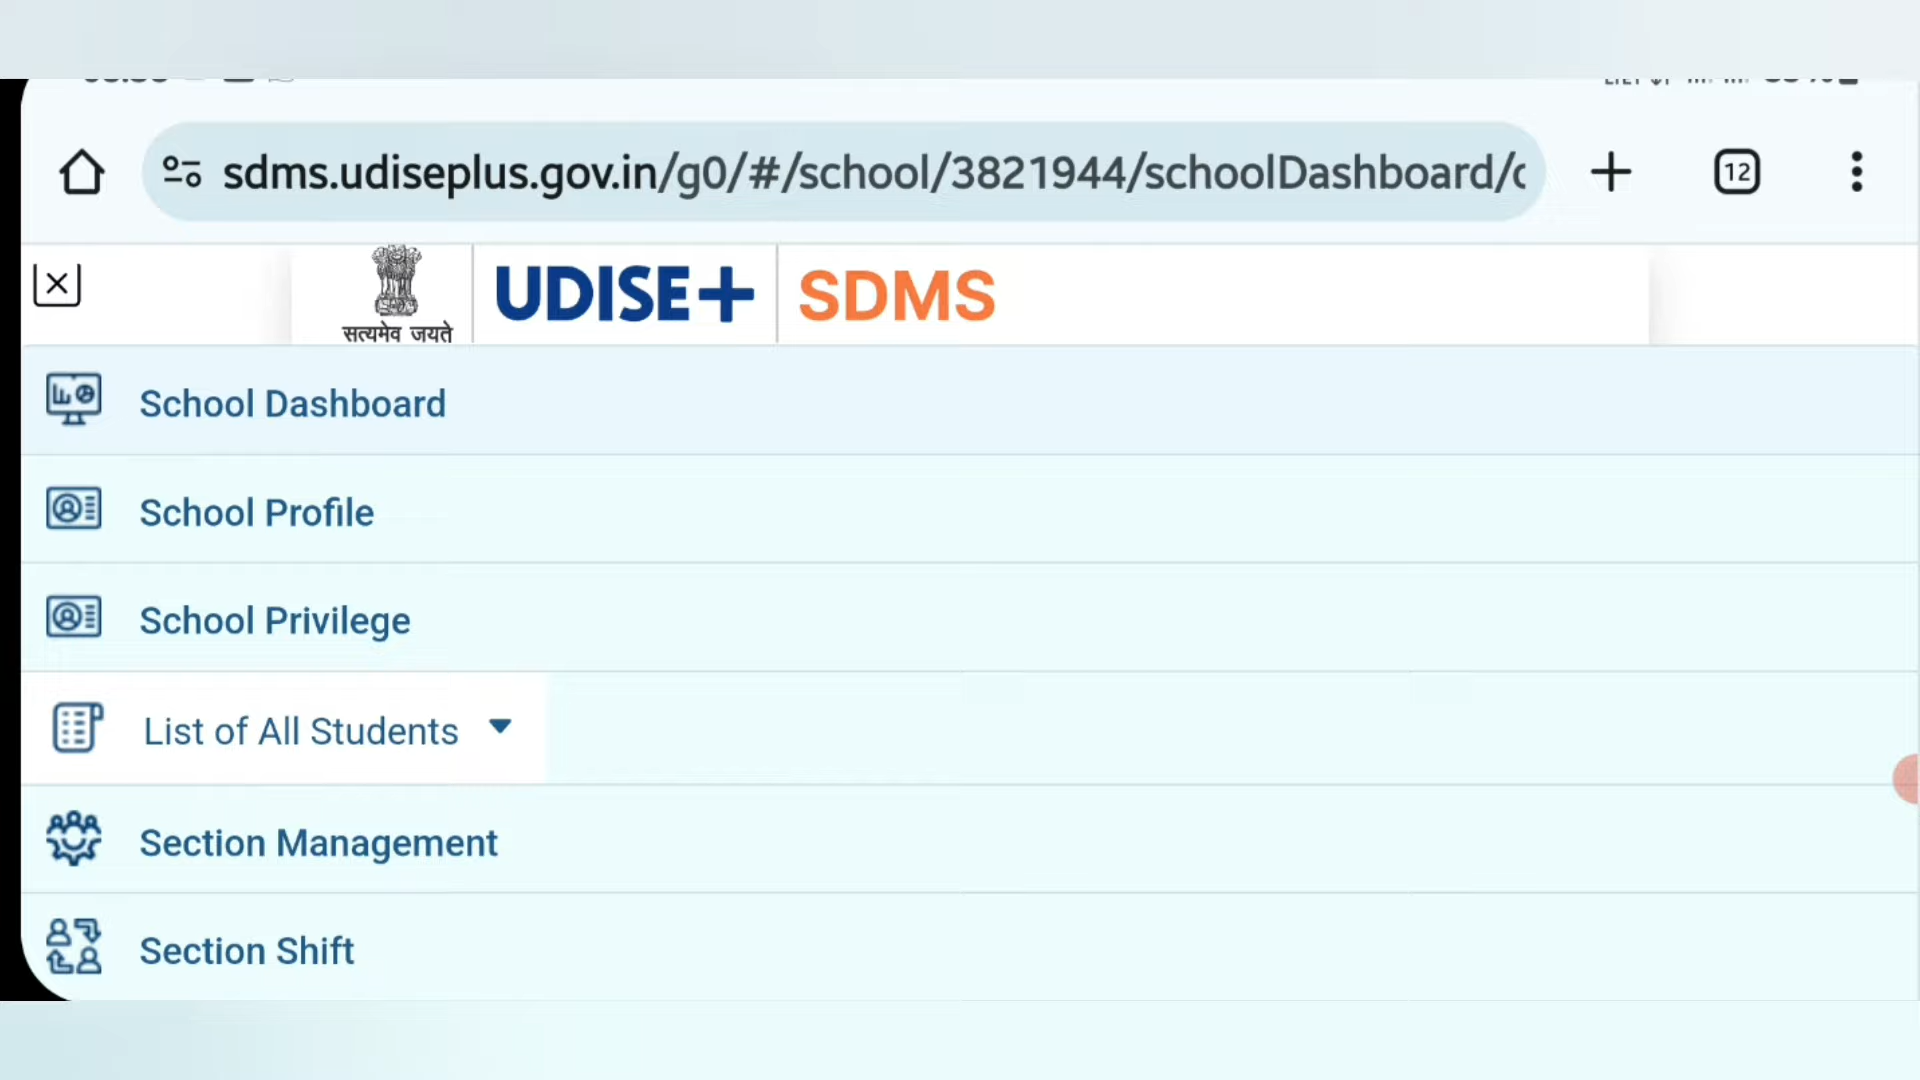 sdms.udiseplus.gov.in/g0/#/school/3821944/schoolDashboard/
12
सत्यमेव जयते
UDISE+
SDMS
School Dashboard
School Profile
School Privilege
List of All Students
Section Management
Section Shift